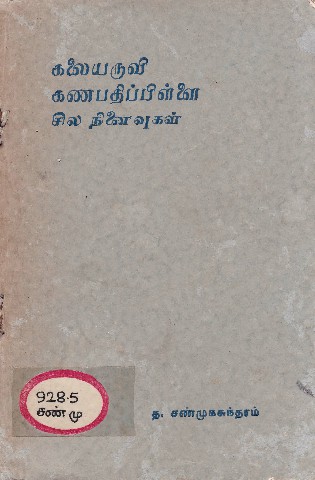 கலையருவி
கணபதிப்பிள்ளை
சில நினைவுகள்
928.5
சண்மு
த. சண்முகசுந்தரம்